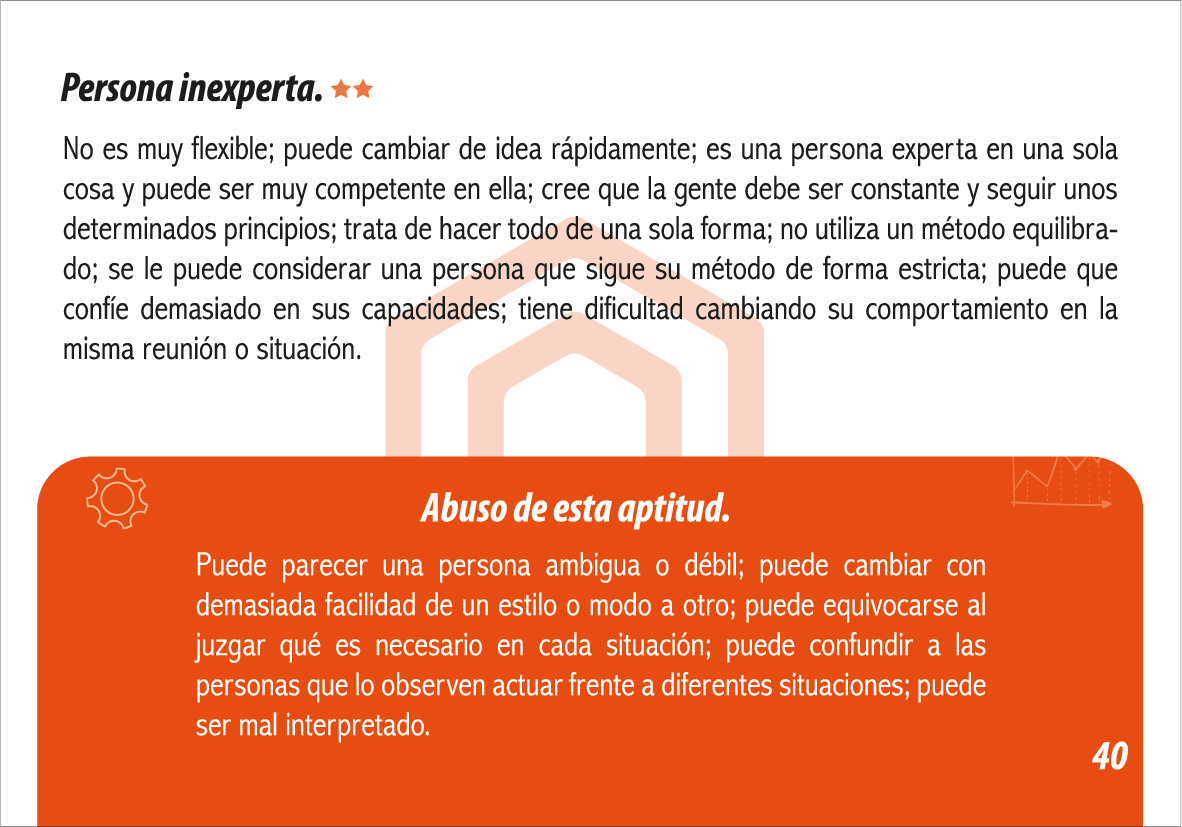 Persona inexperta.
No es muy flexible; puede cambiar de idea rápidamente; es una persona experta en una sola
cosa y puede ser muy competente en ella; cree que la gente debe ser constante y seguir unos
determinados principios; trata de hacer todo de una sola forma; no utiliza un método equilibra-
do; se le puede considerar una persona que sigue su método de forma estricta; puede que
confíe demasiado en sus capacidades; tiene dificultad cambiando su comportamiento en la
misma reunión o situación.
Abuso de esta aptitud.
Puede parecer una persona ambigua o débil; puede cambiar con
demasiada facilidad de un estilo o modo a otro; puede equivocarse al
juzgar qué es necesario en cada situación; puede confundir a las
personas que lo observen actuar frente a diferentes situaciones; puede
ser mal interpretado.
40